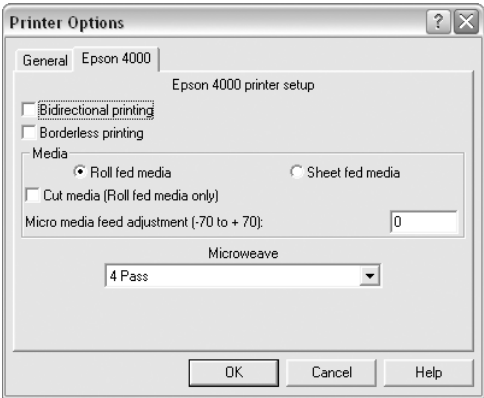 Printer Options
General Epson 4000
Epson 4000 printer setup
Bidirectional printing
Borderless printing
Media
Roll fed media Sheet fed media
Cut media (Roll fed media only)
Micro media feed adjustment (-70 to + 70): 0
Microweave
4 Pass
OK Cancel Help